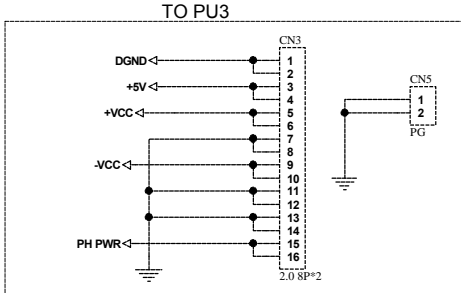 TO PU3
CN3
DGND 1
2
+5V 3
4
+VCC 5
6
7
8
-VCC 9
10
11
12
13
14
PH PWR 15
16
2.0 8P*2
CN5
1
2
PG